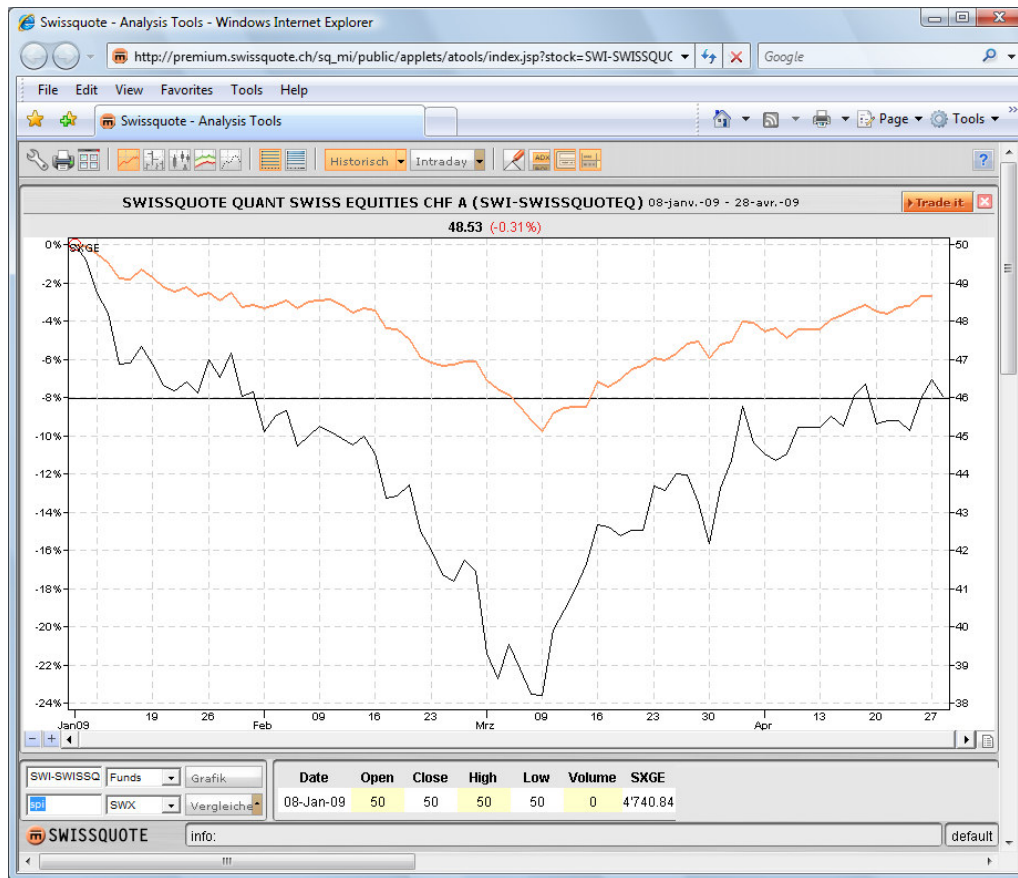 Swissquote - Analysis Tools - Windows Internet Explorer
http://premium.swissquote.ch/sq_mi/public/applets/atools/index.jsp?stock=SWI-SWISSQUC
Google
File Edit View Favorites Tools Help
Swissquote - Analysis Tools
Page Tools
Historisch Intraday ADX ?
SWISSQUOTE QUANT SWISS EQUITIES CHF A (SWI-SWISSQUOTEQ) 08-janv.-09 - 28-avr.-09 Trade it
48.53 (-0.31%)
SXGE
0% 50
-2% 49
-4% 48
-6% 47
-8% 46
-10% 45
-12% 44
-14% 43
-16% 42
-18% 41
-20% 40
-22% 39
-24% 38
19 26 09 16 23 09 16 23 30 13 20 27
Jan09 Feb Mrz Apr
SWI-SWISSQ Funds Grafik
spi SWX Vergleiche
Date Open Close High Low Volume SXGE
08-Jan-09 50 50 50 50 0 4'740.84
SWISSQUOTE info: default